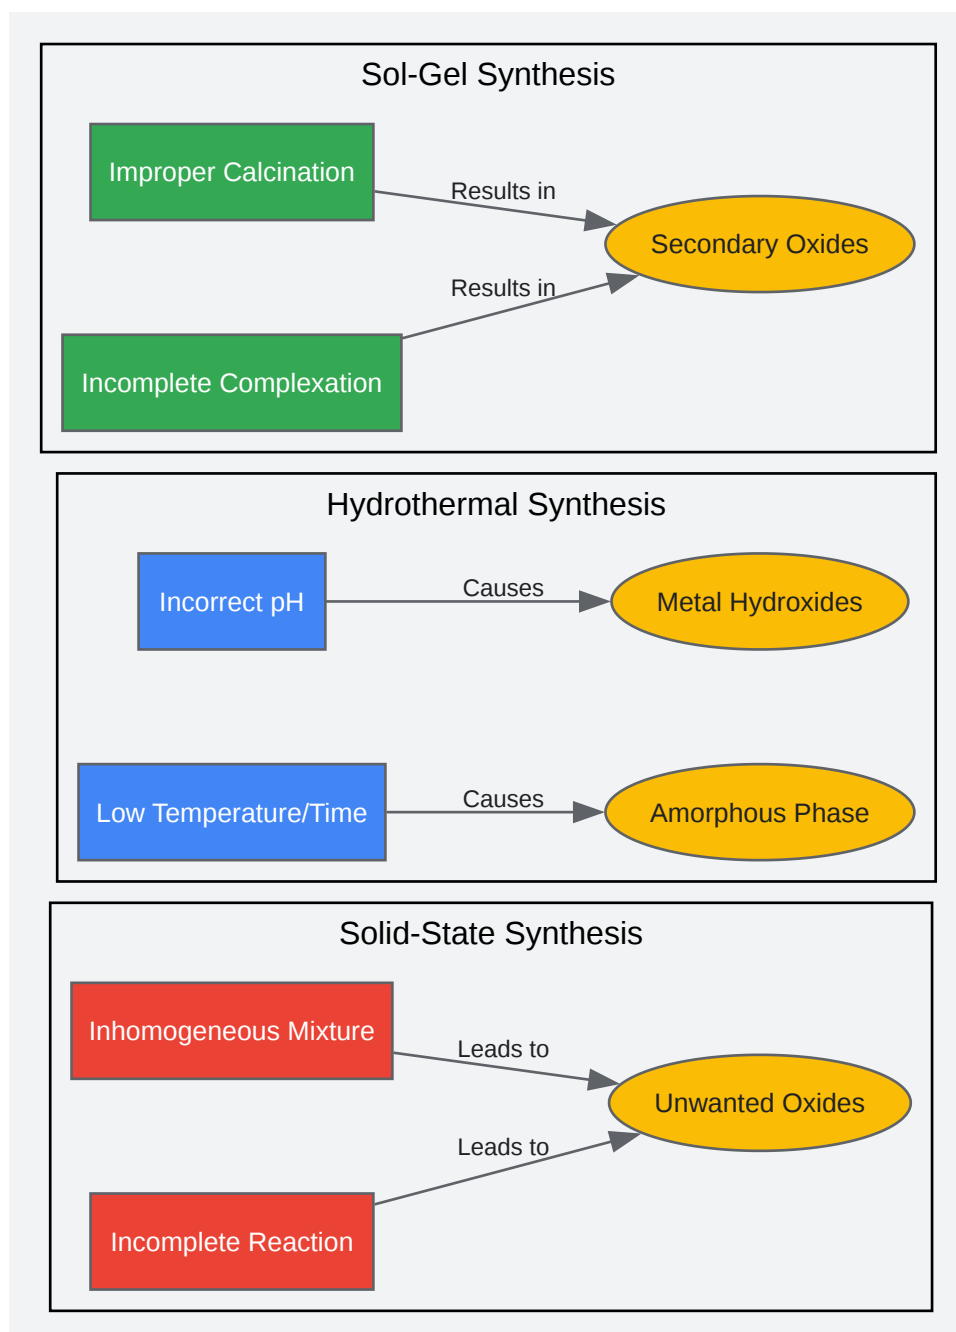 Sol-Gel Synthesis
Improper Calcination
Results in
Secondary Oxides
Results in
Incomplete Complexation
Hydrothermal Synthesis
Incorrect pH
Causes
Metal Hydroxides
Low Temperature/Time
Causes
Amorphous Phase
Solid-State Synthesis
Inhomogeneous Mixture
Leads to
Unwanted Oxides
Leads to
Incomplete Reaction